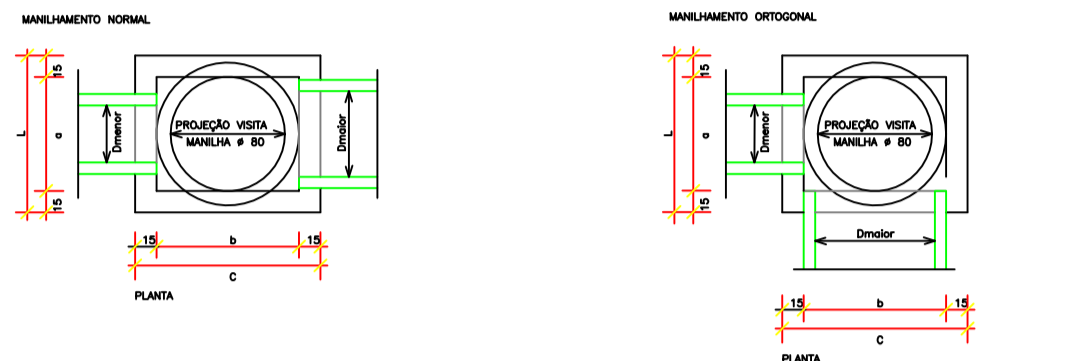 MANILHAMENTO NORMAL
15
L
a
15
Dmenor
PROJEÇÃO VISITA
MANILHA ø 80
Dmaior
15
b
15
C
PLANTA
MANILHAMENTO ORTOGONAL
15
L
a
15
Dmenor
PROJEÇÃO VISITA
MANILHA ø 80
Dmaior
15
b
15
C
PLANTA